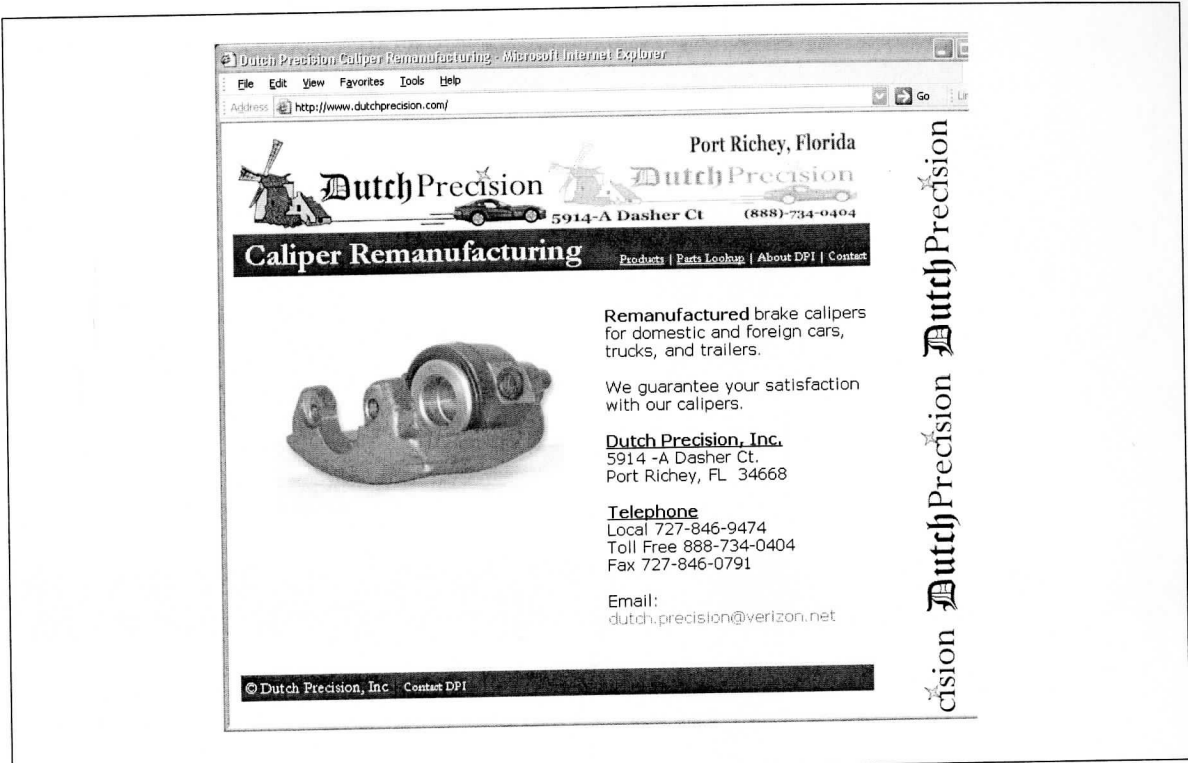 Dutch Precision Caliper Remanufacturing - Microsoft Internet Explorer
File Edit View Favorites Tools Help
Address http://www.dutchprecision.com/ Go
Port Richey, Florida
Dutch Precision Dutch Precision
5914-A Dasher Ct (888)-734-0404
Caliper Remanufacturing Products | Parts Lookup | About DPI | Contact
Remanufactured brake calipers
for domestic and foreign cars,
trucks, and trailers.
We guarantee your satisfaction
with our calipers.
Dutch Precision, Inc.
5914 -A Dasher Ct.
Port Richey, FL 34668
Telephone
Local 727-846-9474
Toll Free 888-734-0404
Fax 727-846-0791
Email:
dutch.precision@verizon.net
© Dutch Precision, Inc Contact DPI
Dutch Precision
Dutch Precision
cision